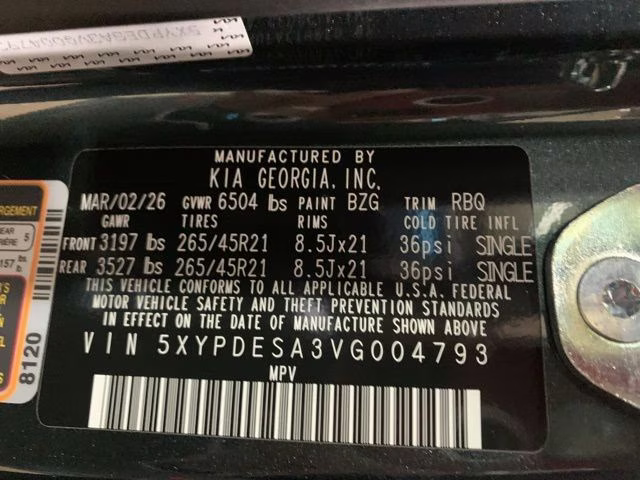 5XYPDESA3VG004793
MANUFACTURED BY
KIA GEORGIA, INC.
MAR/02/26 GVWR 6504 lbs PAINT BZG TRIM RBQ
GAWR TIRES RIMS COLD TIRE INFL
FRONT 3197 lbs 265/45R21 8.5Jx21 36psi SINGLE
REAR 3527 lbs 265/45R21 8.5Jx21 36psi SINGLE
THIS VEHICLE CONFORMS TO ALL APPLICABLE U.S.A. FEDERAL
MOTOR VEHICLE SAFETY AND THEFT PREVENTION STANDARDS
IN EFFECT ON THE DATE OF MANUFACTURE SHOWN ABOVE
VIN 5XYPDESA3VG004793
MPV
8120